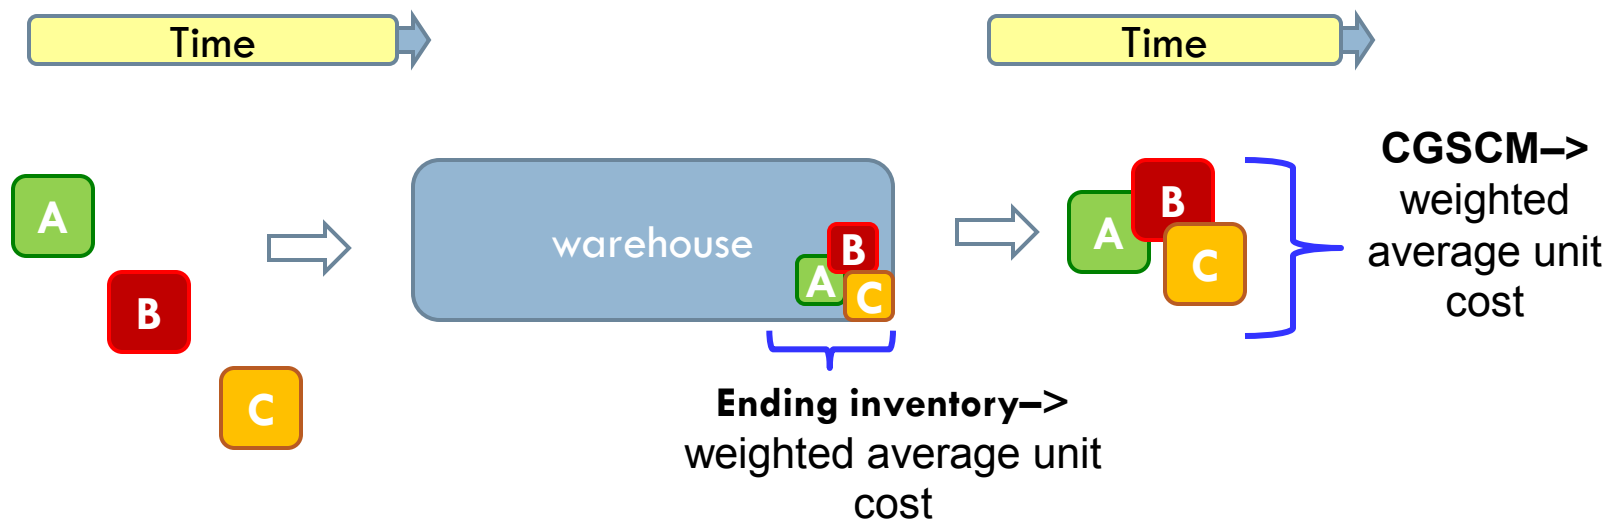 Time
Time
A
B
C
warehouse
B
A
C
Ending inventory–>
weighted average unit
cost
B
A
C
CGSCM–>
weighted
average unit
cost